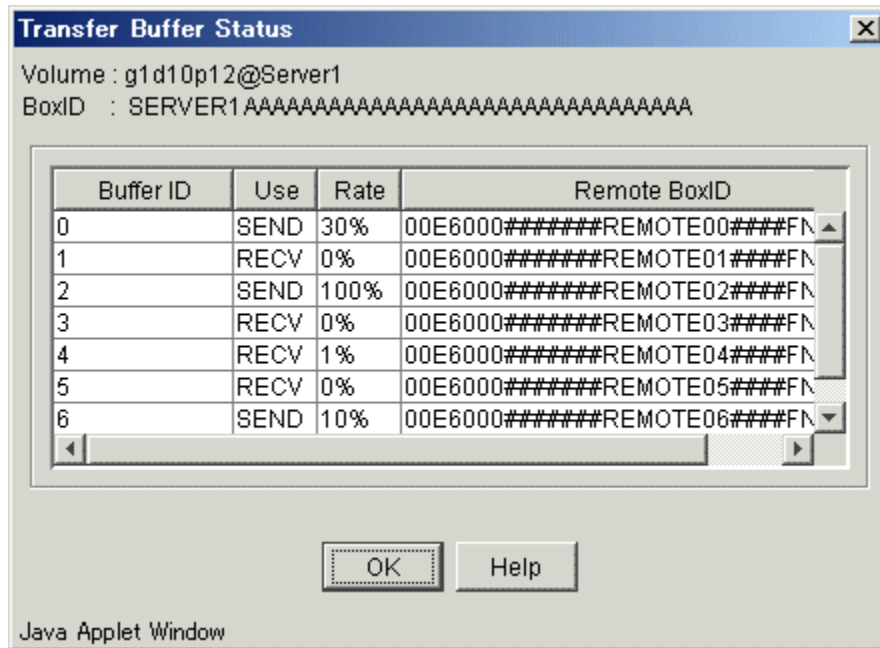 Transfer Buffer Status
Volume : g1d10p12@Server1
BoxID : SERVER1AAAAAAAAAAAAAAAAAAAAAAAAAAAAAAAAA
Buffer ID Use Rate Remote BoxID
0 SEND 30% 00E6000#######REMOTE00####FN
1 RECV 0% 00E6000#######REMOTE01####FN
2 SEND 100% 00E6000#######REMOTE02####FN
3 RECV 0% 00E6000#######REMOTE03####FN
4 RECV 1% 00E6000#######REMOTE04####FN
5 RECV 0% 00E6000#######REMOTE05####FN
6 SEND 10% 00E6000#######REMOTE06####FN
OK Help
Java Applet Window